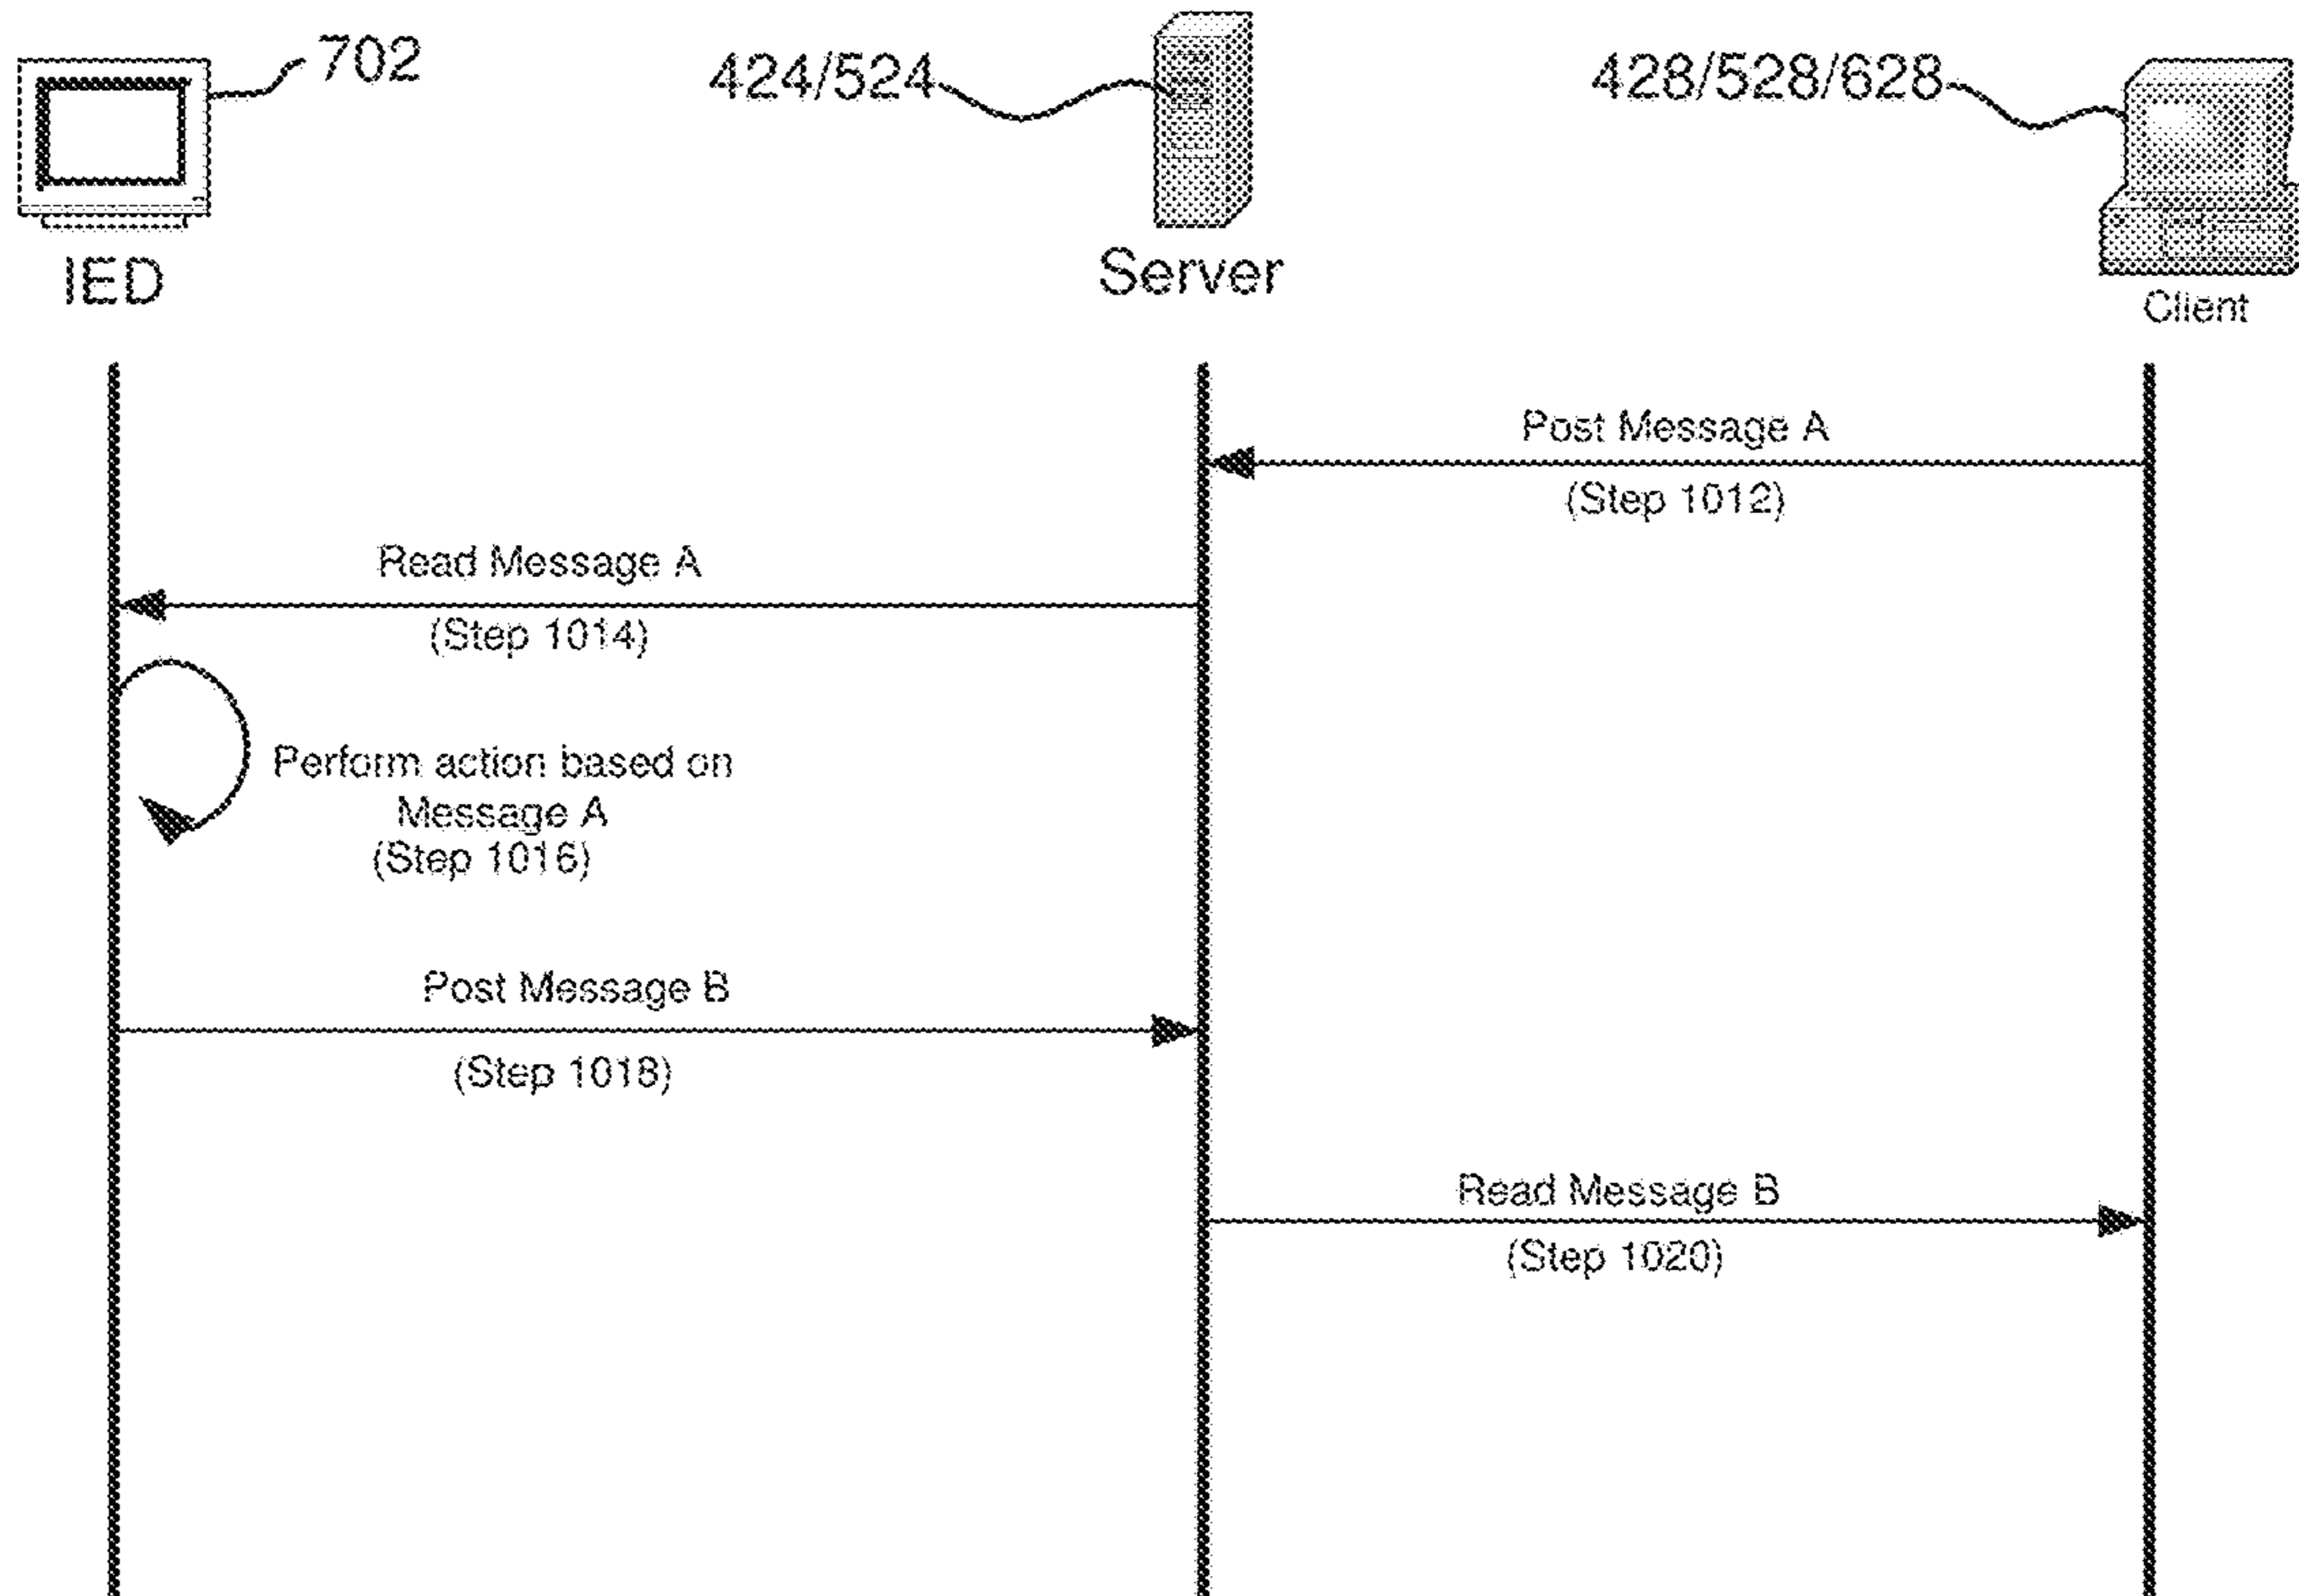 702
424/524
428/528/628
IED
Server
Client
Post Message A
(Step 1012)
Read Message A
(Step 1014)
Perform action based on
Message A
(Step 1016)
Post Message B
(Step 1018)
Read Message B
(Step 1020)